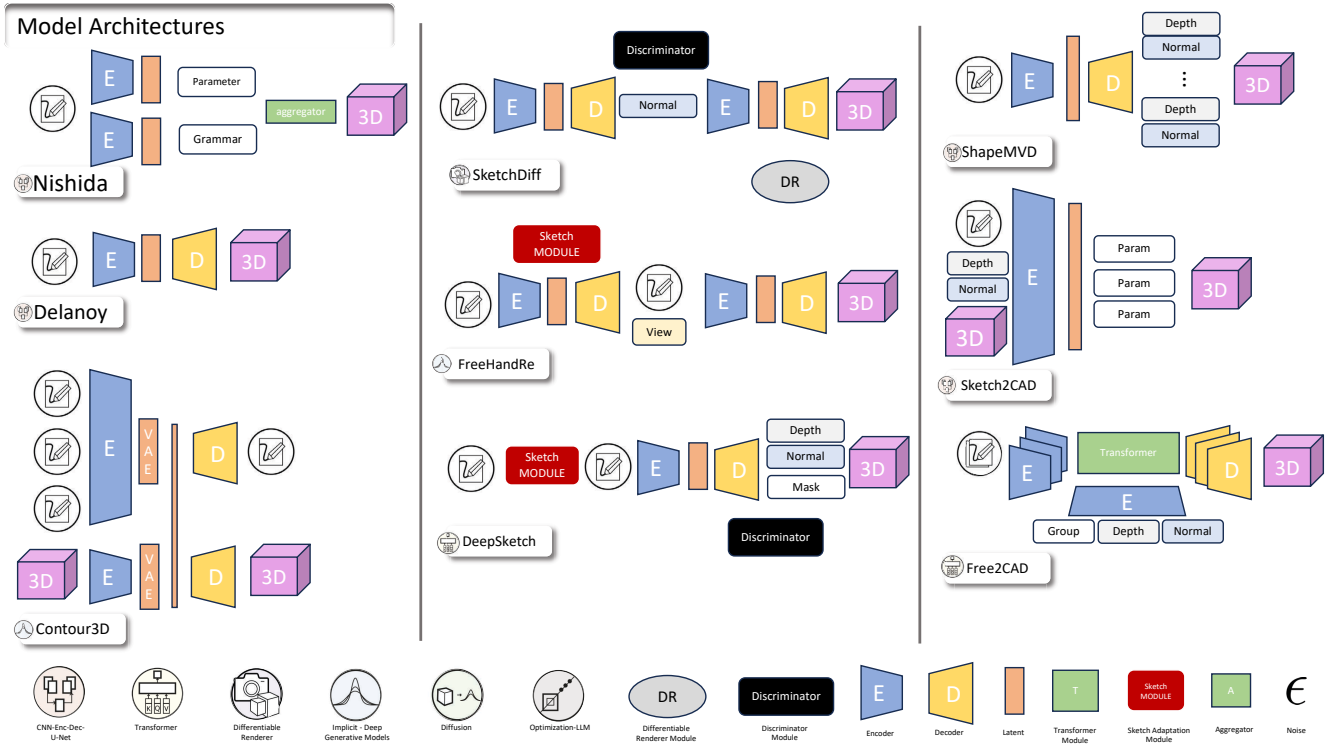 Model Architectures
E
Parameter
aggregator
3D
E
Grammar
Nishida
E
D
3D
Delanoy
E
V
A
E
D
3D
E
V
A
E
D
3D
Contour3D
Discriminator
E
D
Normal
E
D
3D
SketchDiff
DR
Sketch
MODULE
E
D
View
E
D
3D
FreeHandRe
Sketch
MODULE
E
D
Depth
Normal
Mask
3D
DeepSketch
Discriminator
E
D
Depth
Normal
Depth
Normal
3D
ShapeMVD
Depth
Normal
3D
E
Param
Param
Param
3D
Sketch2CAD
E
Transformer
D
3D
E
Group
Depth
Normal
Free2CAD
K Q V
DR
Discriminator
E
D
T
Sketch
MODULE
A
ϵ
CNN-Enc-Dec-
U-Net
Transformer
Differentiable
Renderer
Implicit - Deep
Generative Models
Diffusion
Optimization-LLM
Differentiable
Renderer Module
Discriminator
Module
Encoder
Decoder
Latent
Transformer
Module
Sketch Adaptation
Module
Aggregator
Noise